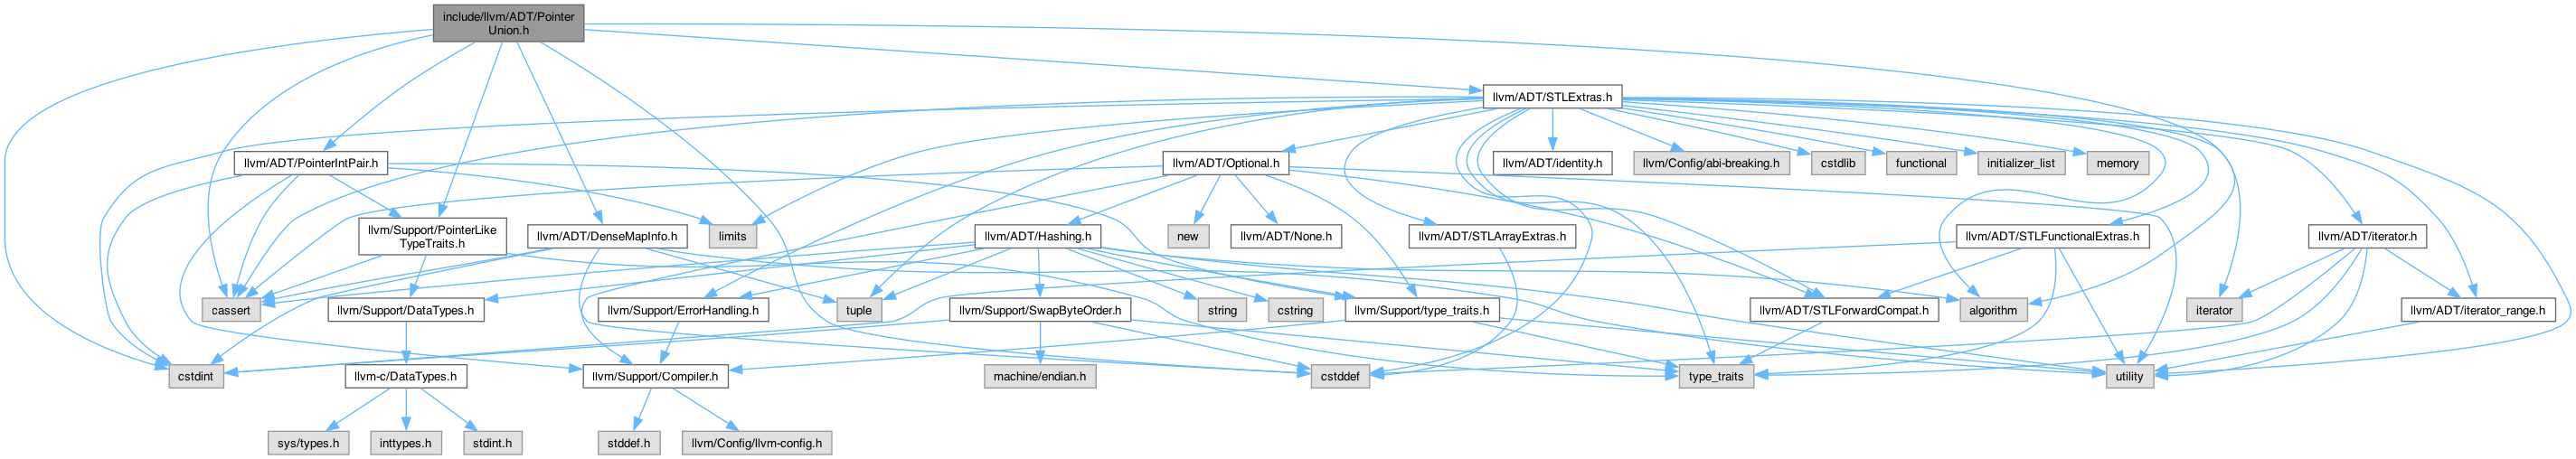 include/llvm/ADT/Pointer
Union.h
llvm/ADT/STLExtras.h
llvm/ADT/PointerIntPair.h
llvm/ADT/Optional.h
llvm/ADT/identity.h
llvm/Config/abi-breaking.h
cstdlib
functional
initializer_list
memory
llvm/Support/PointerLike
TypeTraits.h
llvm/ADT/DenseMapInfo.h
limits
llvm/ADT/Hashing.h
new
llvm/ADT/None.h
llvm/ADT/STLArrayExtras.h
llvm/ADT/STLFunctionalExtras.h
llvm/ADT/iterator.h
cassert
llvm/Support/DataTypes.h
llvm/Support/ErrorHandling.h
tuple
llvm/Support/SwapByteOrder.h
string
cstring
llvm/Support/type_traits.h
llvm/ADT/STLForwardCompat.h
algorithm
iterator
llvm/ADT/iterator_range.h
cstdint
llvm-c/DataTypes.h
llvm/Support/Compiler.h
machine/endian.h
cstddef
type_traits
utility
sys/types.h
inttypes.h
stdint.h
stddef.h
llvm/Config/llvm-config.h